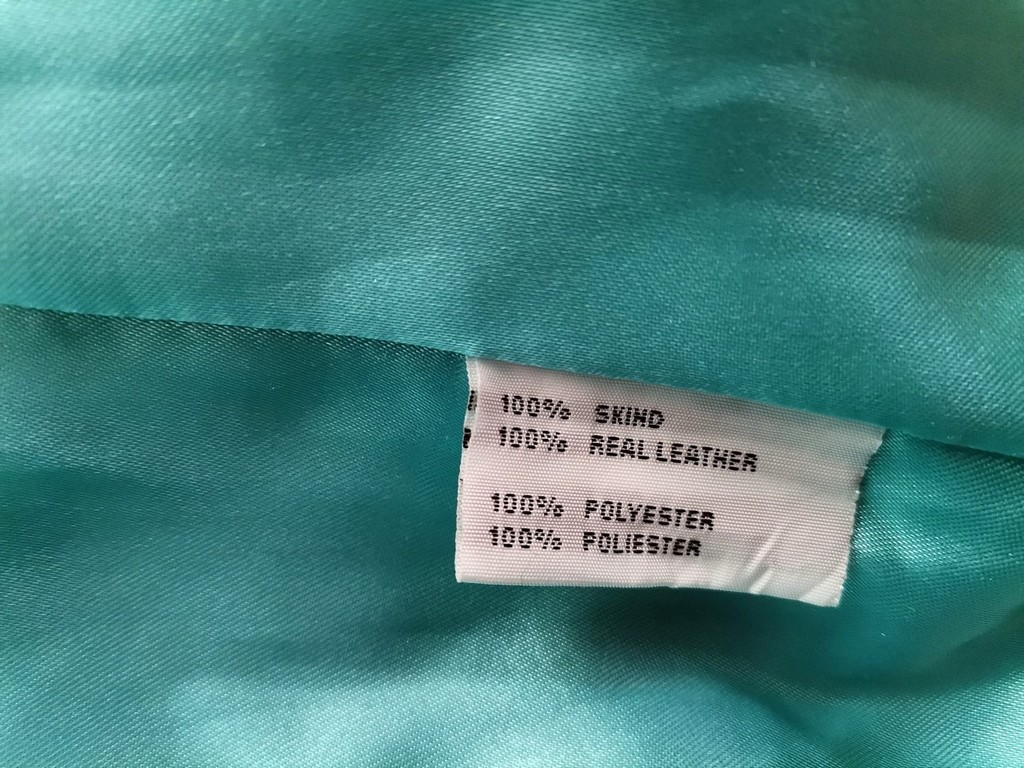 100% SKIND
100% REAL LEATHER
100% POLYESTER
100% POLIESTER